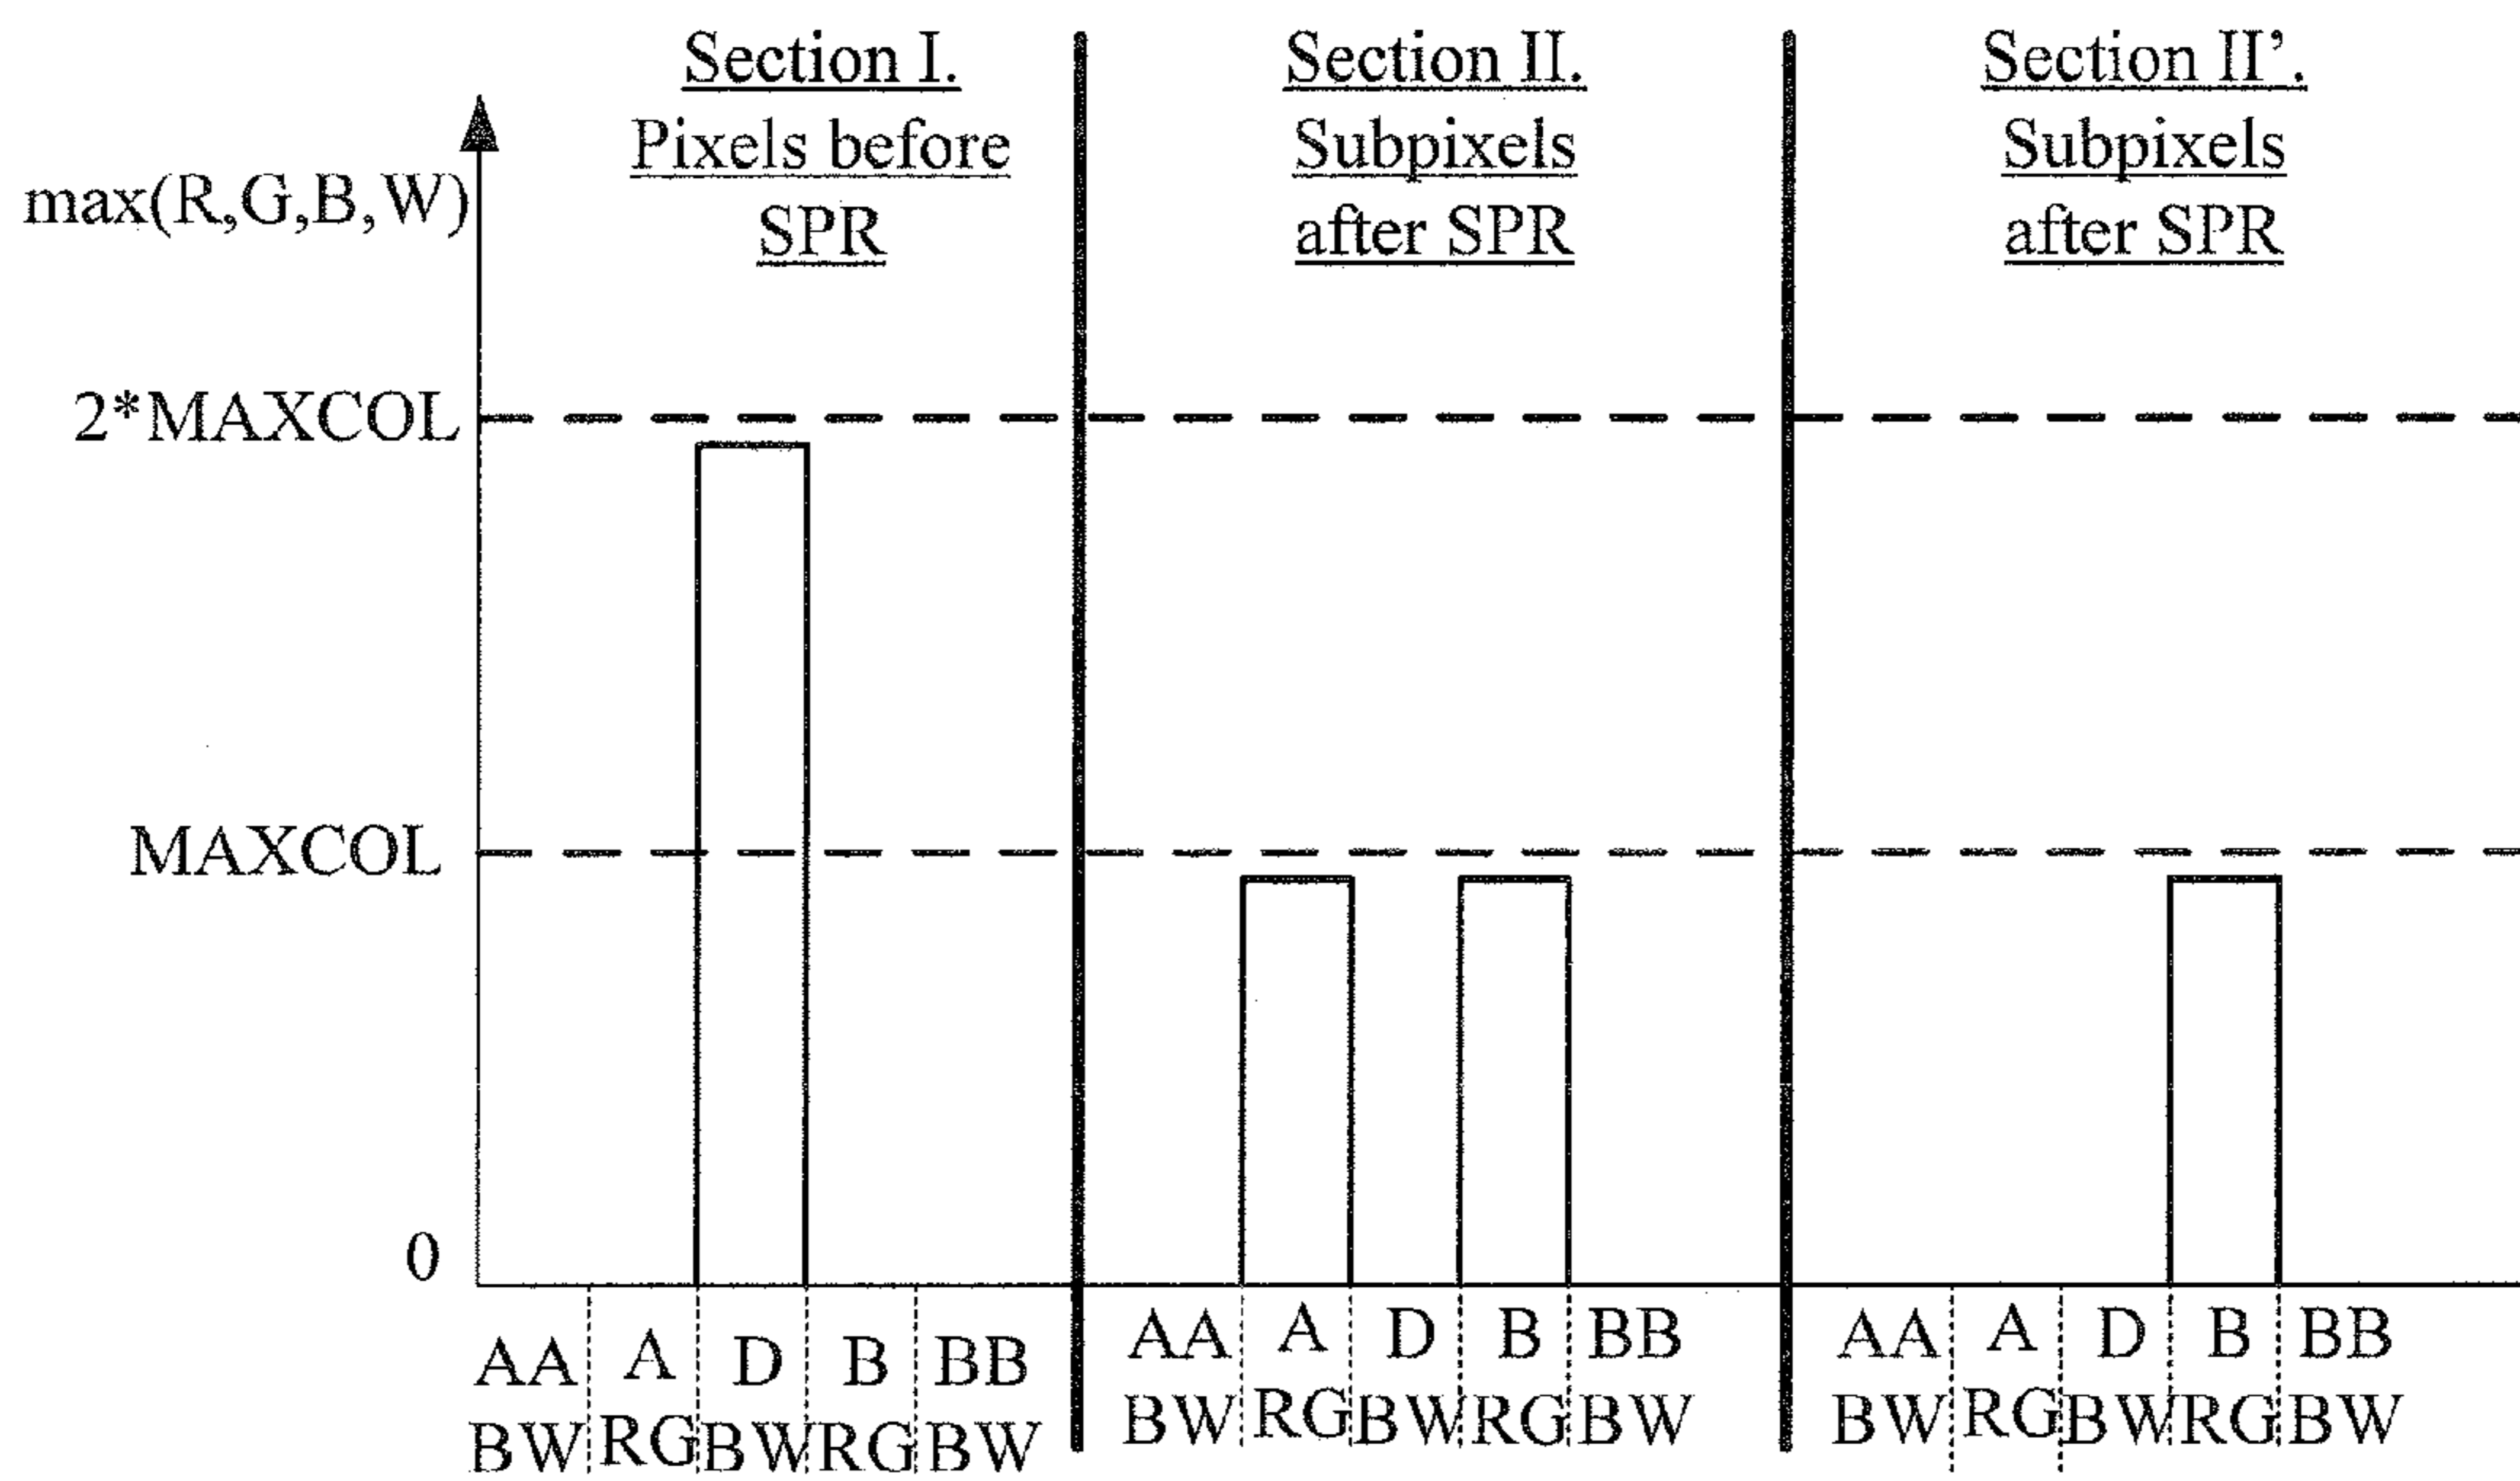 Section I.
Pixels before
SPR
Section II.
Subpixels
after SPR
Section II’.
Subpixels
after SPR
max(R,G,B,W)
2*MAXCOL
MAXCOL
0
AA A D B BB
BW RG BW RG BW
AA A D B BB
BW RG BW RG BW
AA A D B BB
BW RG BW RG BW